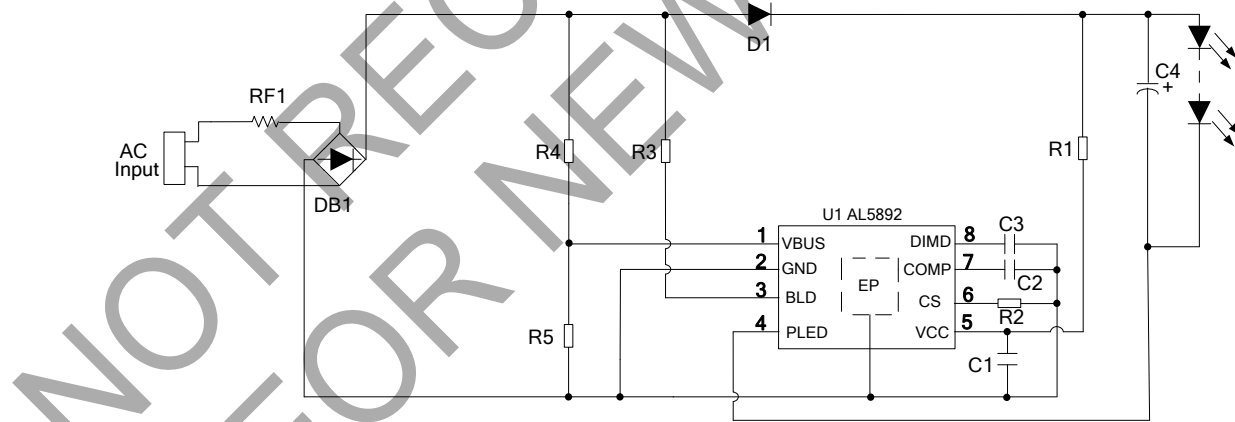 NOT REC
FOR NEW
D1
C4
+
RF1
AC
Input
DB1
R4
R3
R1
U1 AL5892
1 VBUS
2 GND
3 BLD
4 PLED
EP
DIMD 8
COMP 7
CS 6
VCC 5
C3
C2
R2
R5
C1